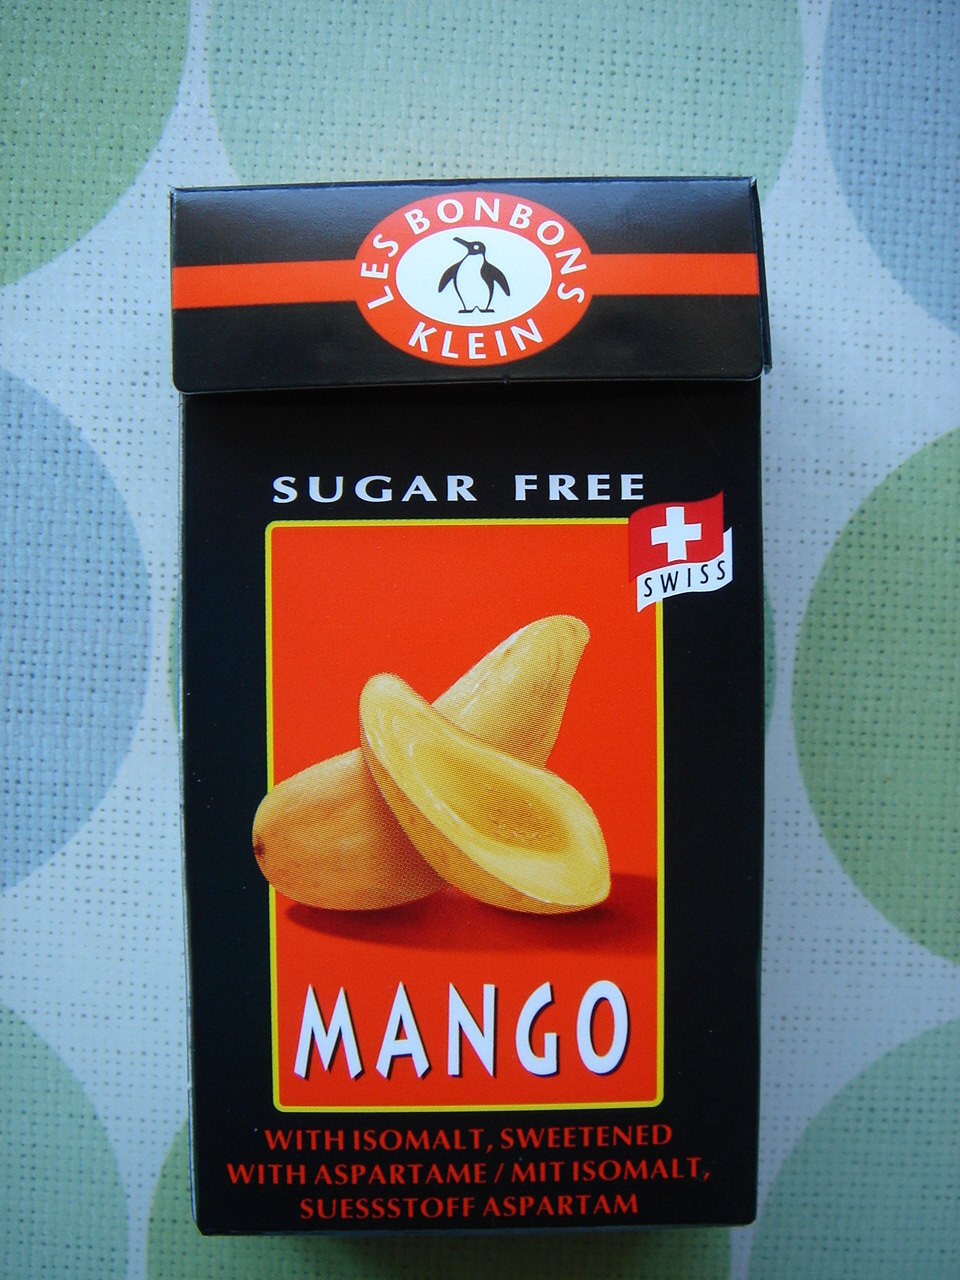 LES BONBONS
KLEIN
SUGAR FREE
SWISS
MANGO
WITH ISOMALT, SWEETENED
WITH ASPARTAME / MIT ISOMALT,
SUESSSTOFF ASPARTAM